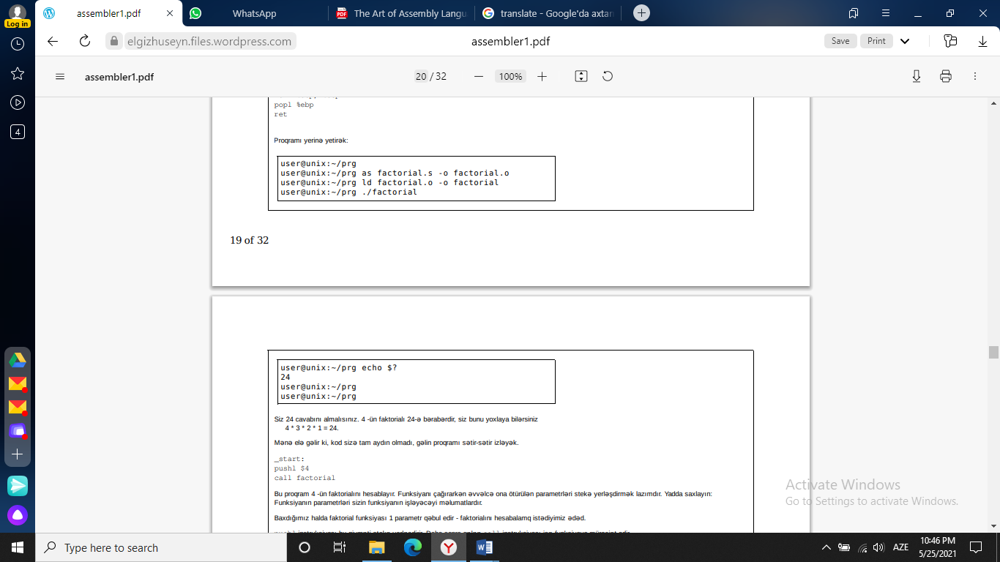 assembler1.pdf
WhatsApp
The Art of Assembly Langu
translate - Google'da axtar
Log in
elgizhuseyn.files.wordpress.com
assembler1.pdf
Save
Print
assembler1.pdf
20 / 32
100%
4
popl %ebp
ret
Proqramı yerinə yetirək:
user@unix:~/prg
user@unix:~/prg as factorial.s -o factorial.o
user@unix:~/prg ld factorial.o -o factorial
user@unix:~/prg ./factorial
19 of 32
user@unix:~/prg echo $?
24
user@unix:~/prg
user@unix:~/prg
Siz 24 cavabını almalısınız. 4 -ün faktorialı 24-ə bərabərdir, siz bunu yoxlaya bilərsiniz
4 * 3 * 2 * 1 = 24.
Mənə elə gəlir ki, kod sizə tam aydın olmadı, gəlin proqramı sətir-sətir izləyək.
_start:
pushl $4
call factorial
Bu proqram 4 -ün faktorialını hesablayır. Funksiyanı çağırarkən əvvəlcə ona ötürülən parametrləri stekə yerləşdirmək lazımdır. Yadda saxlayın:
Funksiyanın parametrləri sizin funksiyanın işləyəcəyi məlumatlardır.
Baxdığımız halda faktorial funksiyası 1 parametr qəbul edir - faktorialını hesabalamq istədiyimiz ədəd.
Activate Windows
Go to Settings to activate Windows.
Type here to search
AZE
10:46 PM
5/25/2021